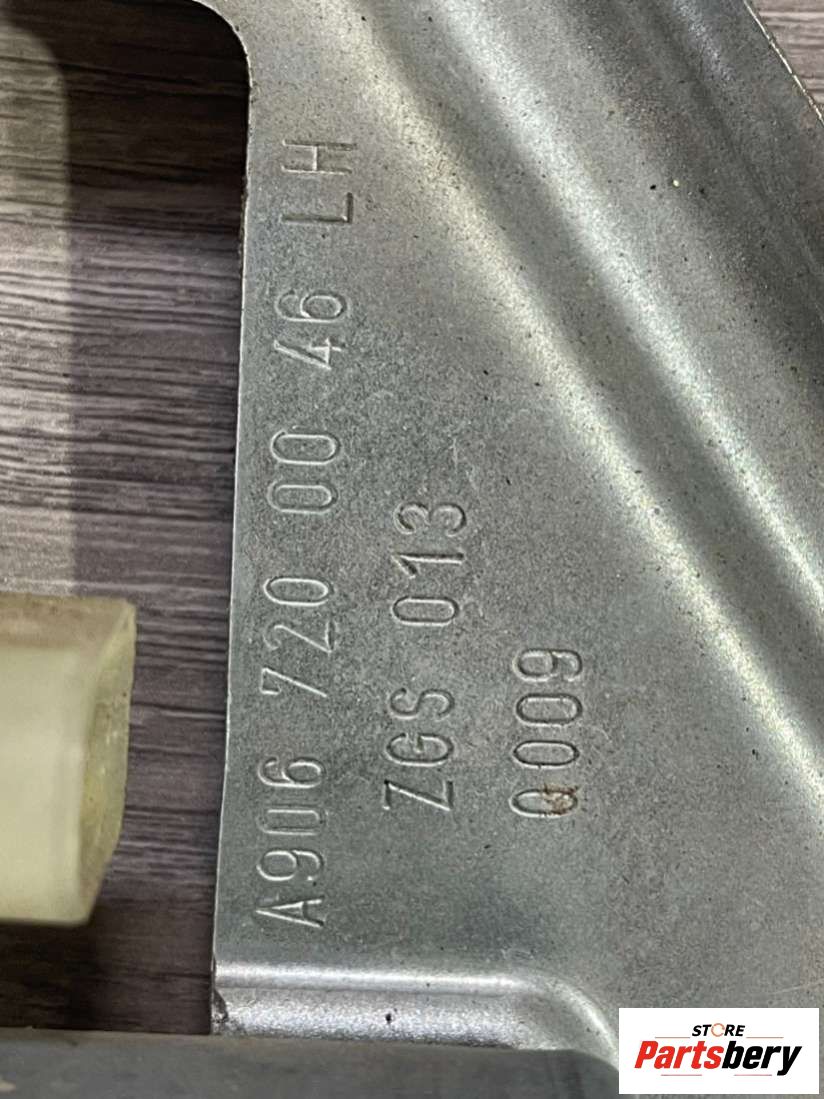 A906 720 00 46 LH
ZGS 013
0009
STORE
Partsbery